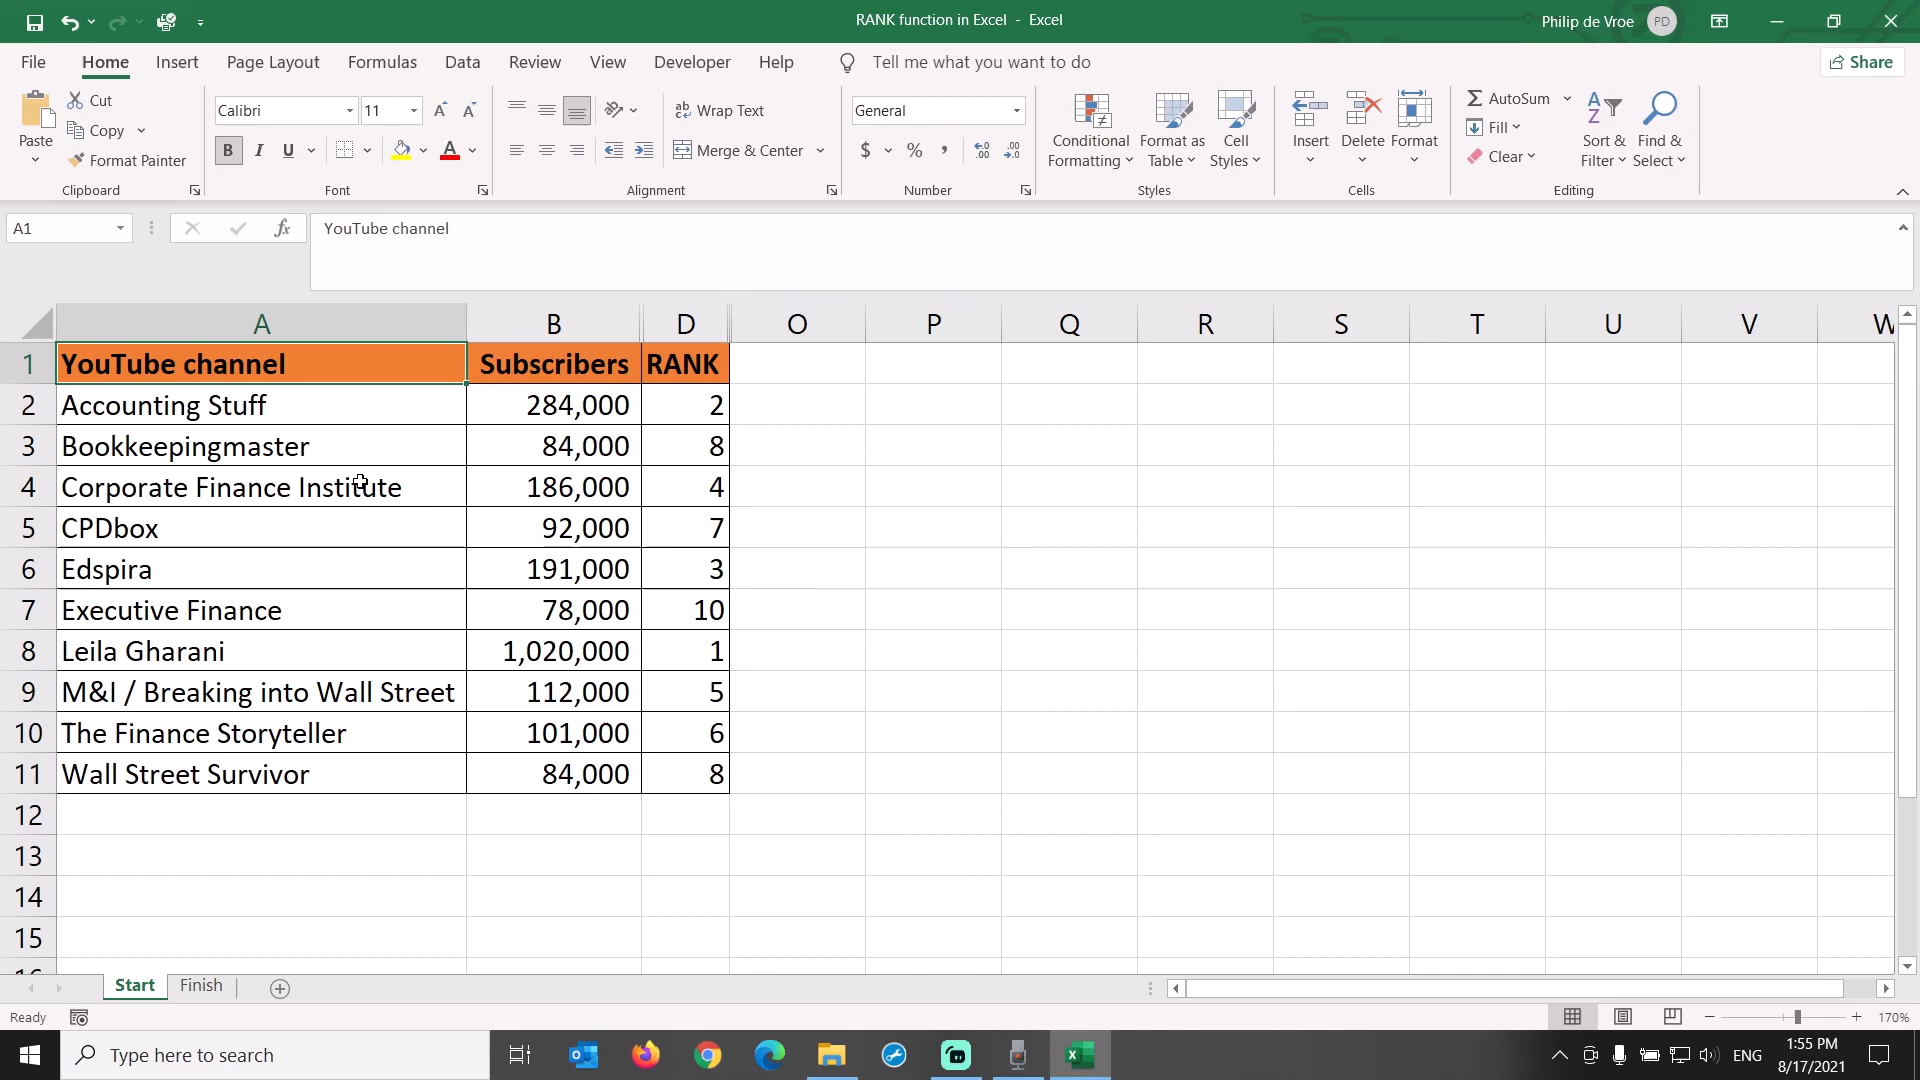 RANK function in Excel - Excel
Philip de Vroe PD
File Home Insert Page Layout Formulas Data Review View Developer Help Tell me what you want to do Share
Paste
Cut
Copy
Format Painter
Clipboard
Calibri 11
B I U
Font
Wrap Text
Merge & Center
Alignment
General
$ % ,
Number
Conditional Formatting
Format as Table
Cell Styles
Styles
Insert Delete Format
Cells
AutoSum
Fill
Clear
Sort & Filter
Find & Select
Editing
A1 fx YouTube channel
A B D O P Q R S T U V W
1 YouTube channel Subscribers RANK
2 Accounting Stuff 284,000 2
3 Bookkeepingmaster 84,000 8
4 Corporate Finance Institute 186,000 4
5 CPDbox 92,000 7
6 Edspira 191,000 3
7 Executive Finance 78,000 10
8 Leila Gharani 1,020,000 1
9 M&I / Breaking into Wall Street 112,000 5
10 The Finance Storyteller 101,000 6
11 Wall Street Survivor 84,000 8
12
13
14
15
16
Start Finish
Ready 170%
Type here to search
ENG
1:55 PM
8/17/2021